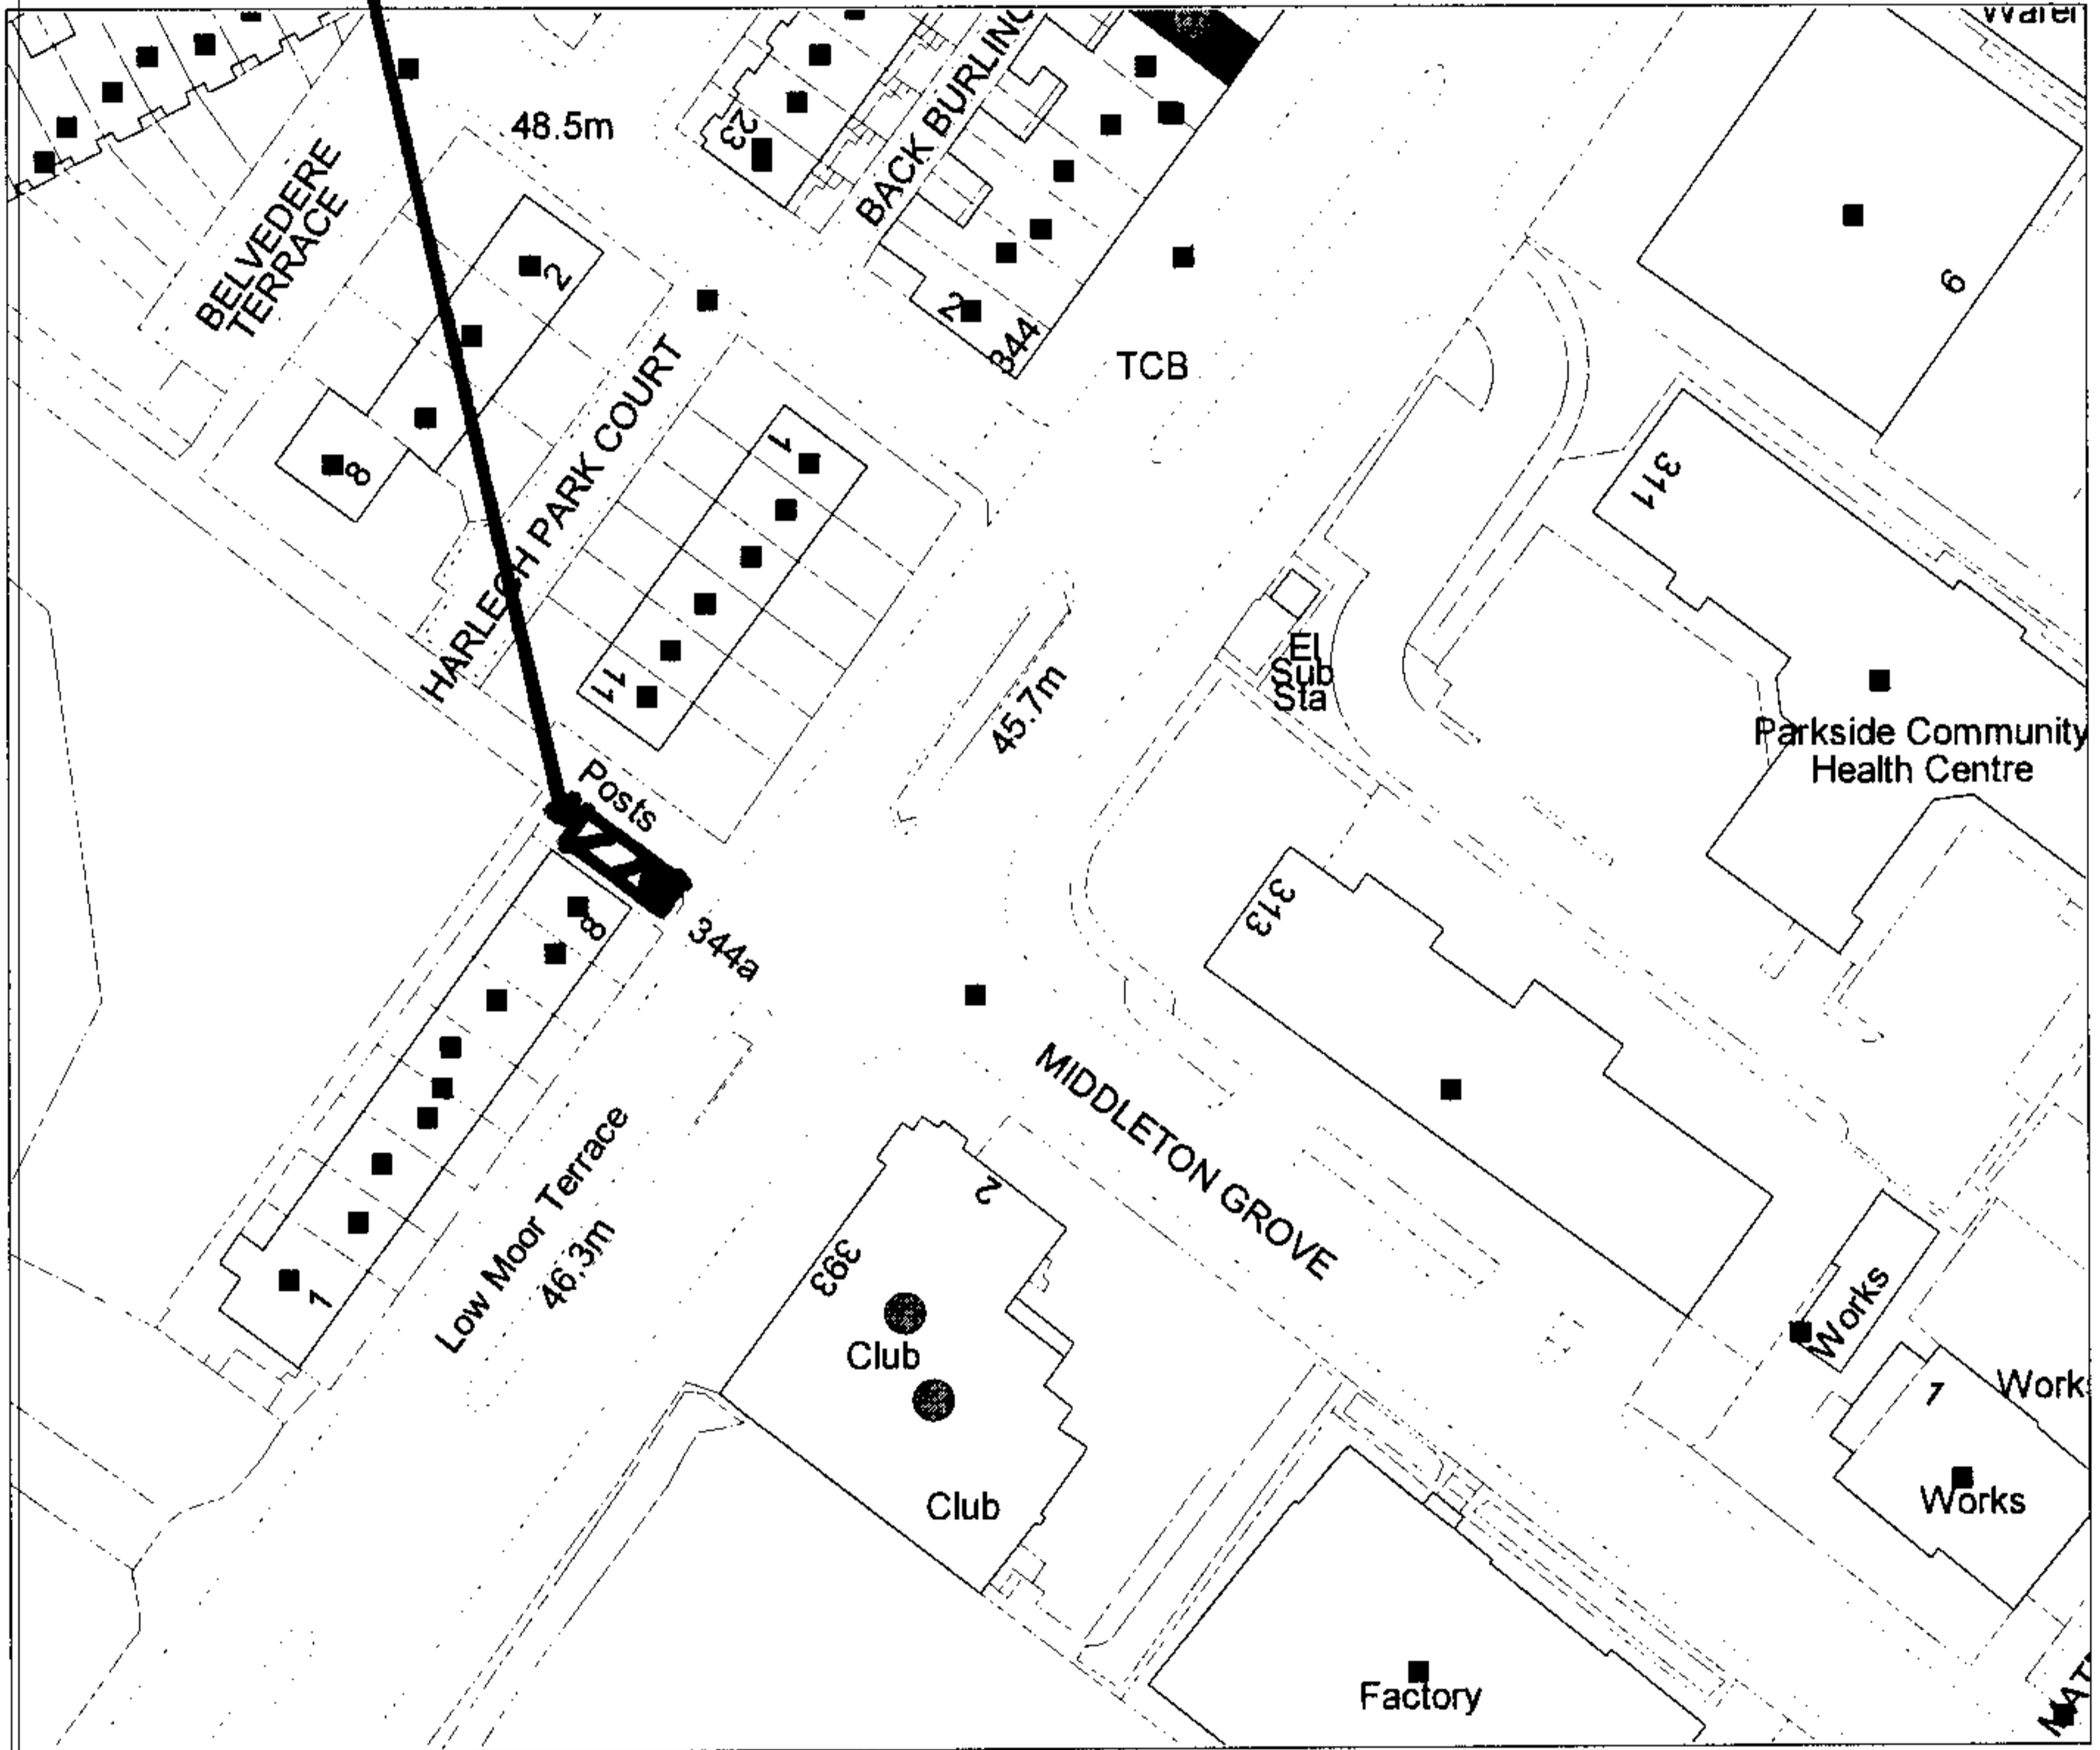 48.5m
23
BACK BURLING
BELVEDERE
TERRACE
2
2
344
TCB
6
8
HARLECH PARK COURT
1
311
11
45.7m
El
Sub
Sta
Parkside Community
Health Centre
Posts
8
344a
313
MIDDLETON GROVE
2
Low Moor Terrace
46.3m
1
393
Club
Club
Works
1
Work
Works
Factory